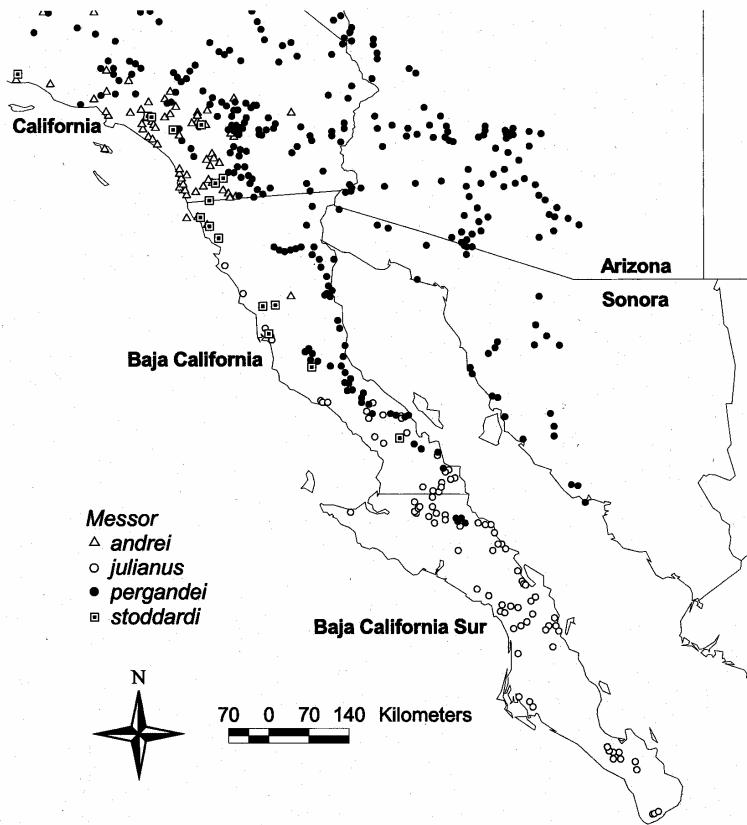 California
Arizona
Sonora
Baja California
Messor
andrei
julianus
pergandei
stoddardi
Baja California Sur
N
70 0 70 140 Kilometers